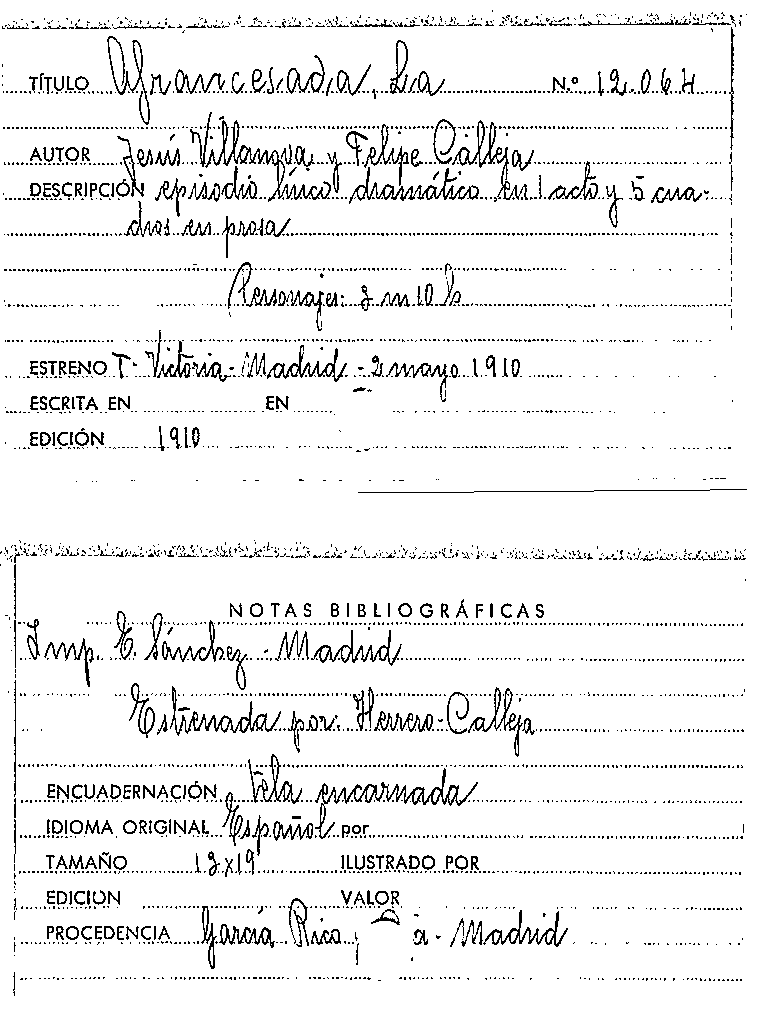 TÍTULO Afrancesada, La N.º 12.064
AUTOR Jesús Villanova y Felipe Calleja
DESCRIPCIÓN episodio lírico dramático en 1 acto y 5 cua-
dros en prosa
Personajes: 3 m 10 h
ESTRENO T. Victoria - Madrid - 2 mayo 1910
ESCRITA EN EN
EDICIÓN 1910
NOTAS BIBLIOGRÁFICAS
Imp. E. Sánchez - Madrid
Estrenada por: Herrero-Calleja
ENCUADERNACIÓN tela encarnada
IDIOMA ORIGINAL Español por
TAMAÑO 13x19 ILUSTRADO POR
EDICION VALOR
PROCEDENCIA García Rico, - Madrid